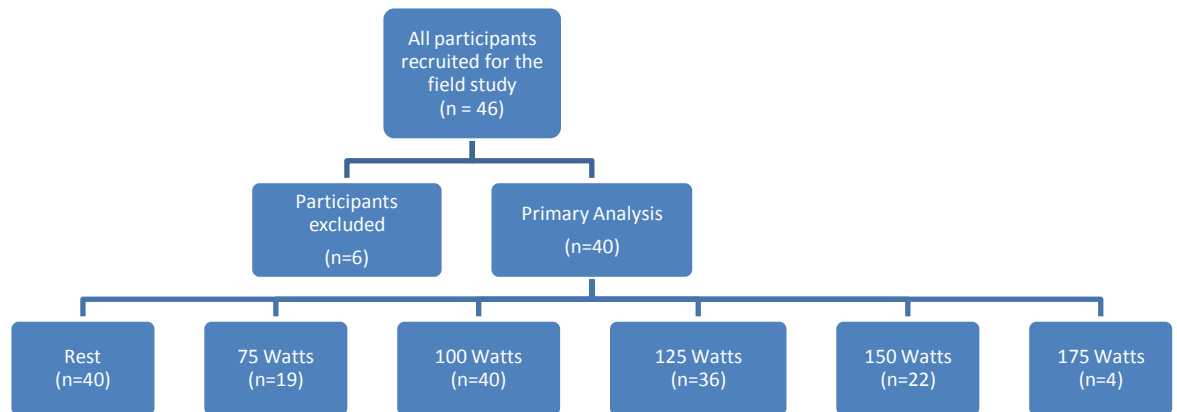 All participants
recruited for the
field study
(n = 46)
Participants
excluded
(n=6)
Primary Analysis
(n=40)
Rest
(n=40)
75 Watts
(n=19)
100 Watts
(n=40)
125 Watts
(n=36)
150 Watts
(n=22)
175 Watts
(n=4)